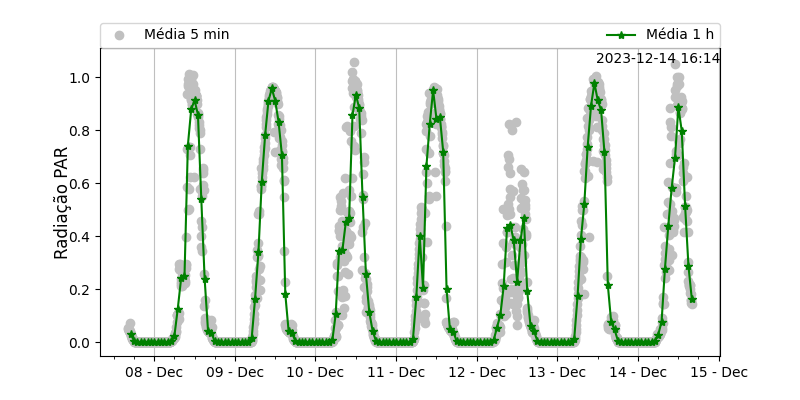 Média 5 min
Média 1 h
2023-12-14 16:14
Radiação PAR
1.0
0.8
0.6
0.4
0.2
0.0
08 - Dec
09 - Dec
10 - Dec
11 - Dec
12 - Dec
13 - Dec
14 - Dec
15 - Dec